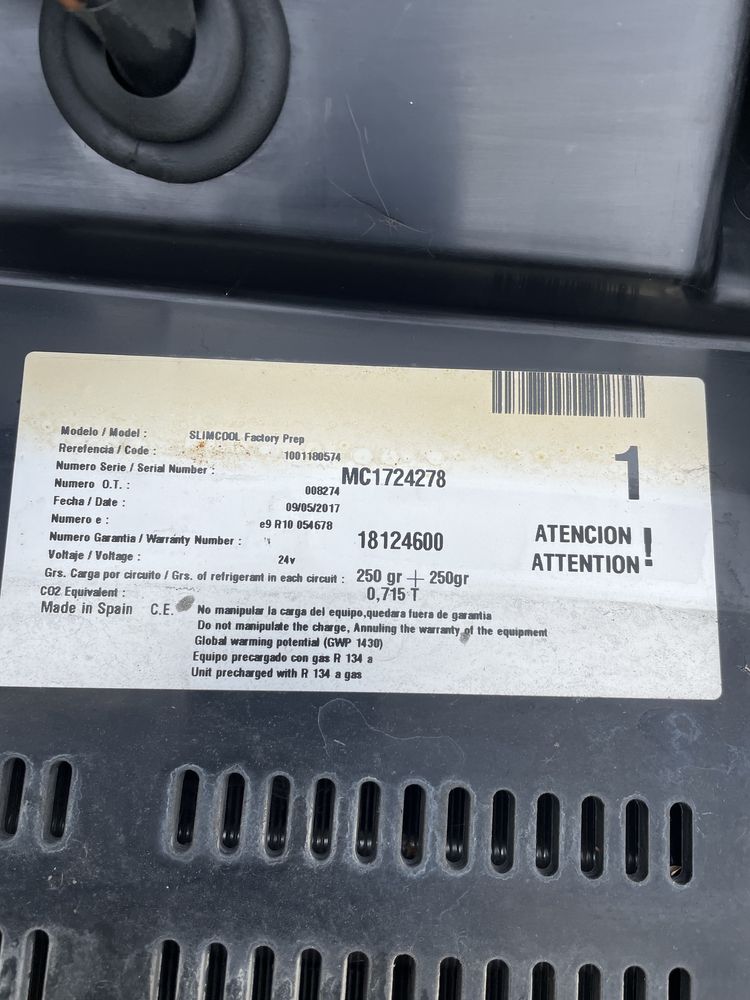 Modelo / Model : SLIMCOOL Factory Prep
Rerefencia / Code : 1001180574
Numero Serie / Serial Number : MC1724278
Numero O.T. : 008274
Fecha / Date : 09/05/2017
Numero e : e9 R10 054678
Numero Garantia / Warranty Number : 18124600
Voltaje / Voltage : 24v
Grs. Carga por circuito / Grs. of refrigerant in each circuit : 250 gr + 250gr
CO2 Equivalent : 0,715 T
Made in Spain C.E.
No manipular la carga del equipo,quedara fuera de garantia
Do not manipulate the charge, Annuling the warranty of the equipment
Global warming potential (GWP 1430)
Equipo precargado con gas R 134 a
Unit precharged with R 134 a gas
1
ATENCION
ATTENTION !